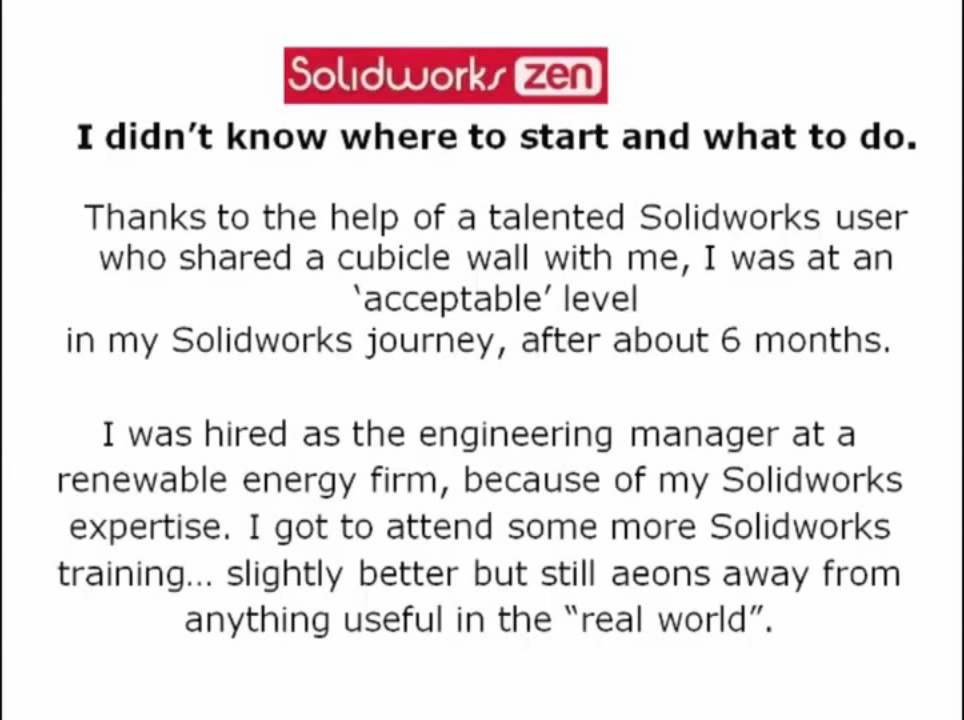 Solidworks zen
I didn’t know where to start and what to do.
Thanks to the help of a talented Solidworks user
who shared a cubicle wall with me, I was at an
‘acceptable’ level
in my Solidworks journey, after about 6 months.
I was hired as the engineering manager at a
renewable energy firm, because of my Solidworks
expertise. I got to attend some more Solidworks
training... slightly better but still aeons away from
anything useful in the “real world”.